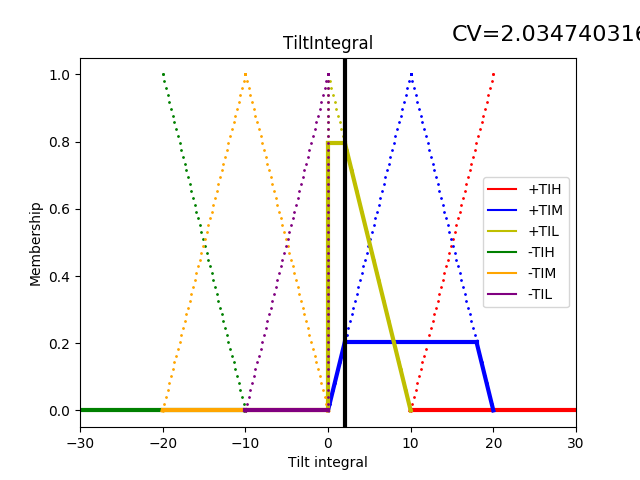 CV=2.034740316
TiltIntegral
1.0
0.8
0.6
0.4
0.2
0.0
Membership
+TIH
+TIM
+TIL
-TIH
-TIM
-TIL
−30
−20
−10
0
10
20
30
Tilt integral